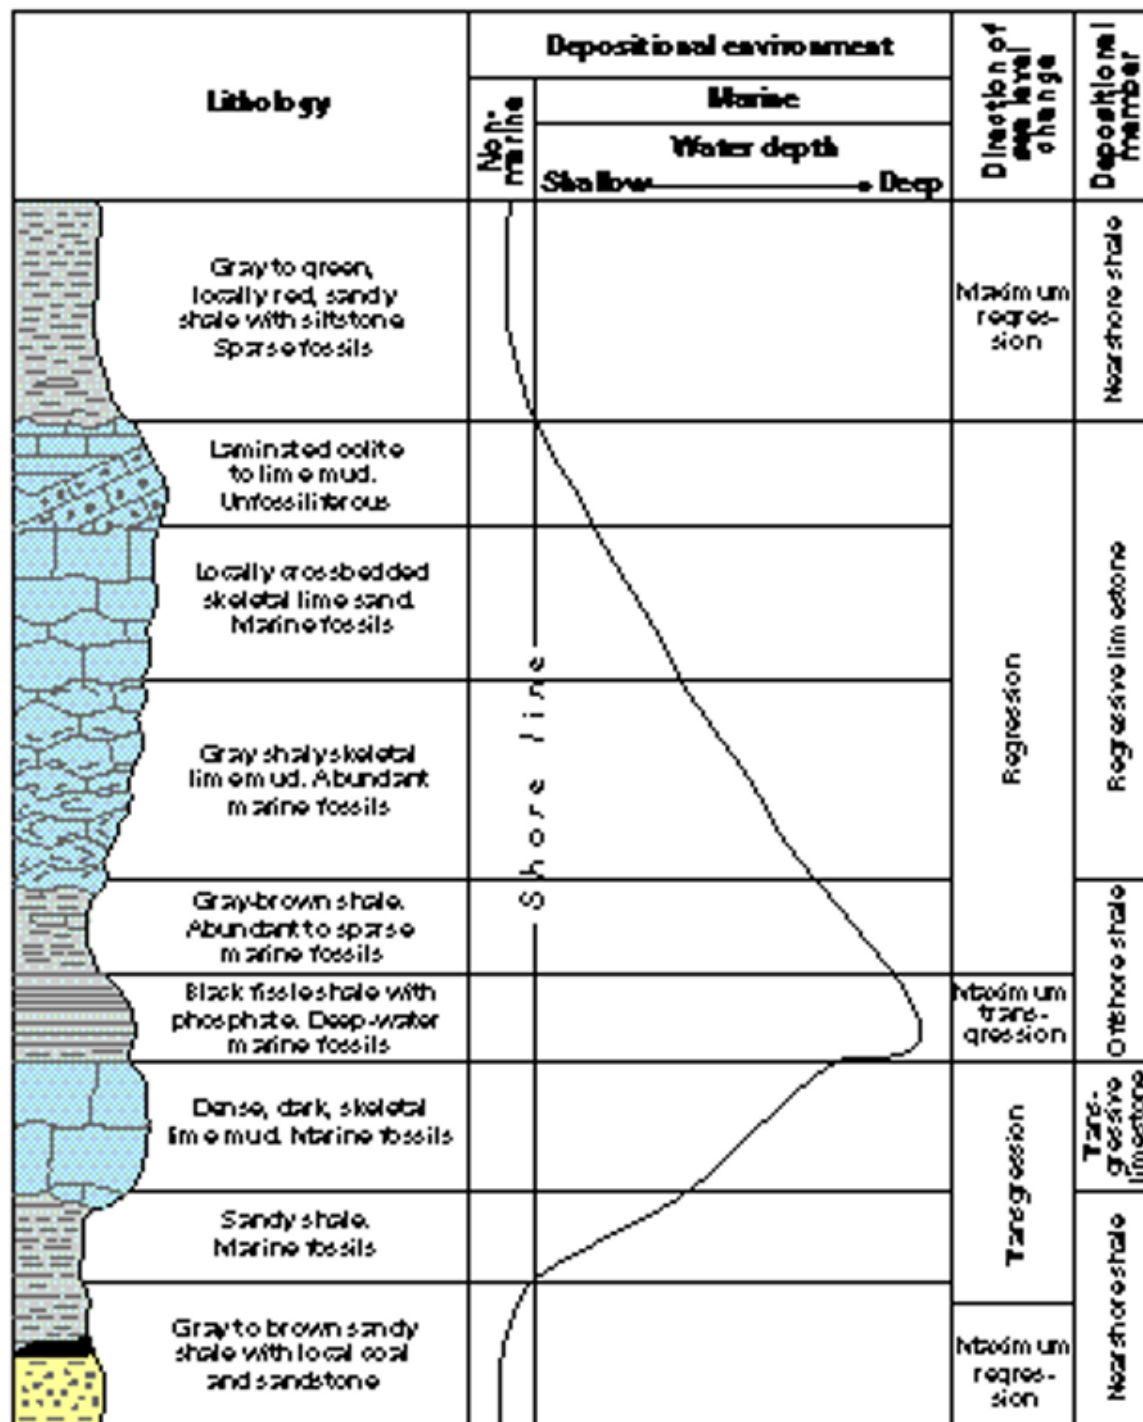 Lithology
Depositional environment
Non-
marine
Marine
Water depth
Shallow
Deep
Direction of
sea level
change
Depositional
member
Gray to green,
locally red, sandy
shale with siltstone
Sparse fossils
Maximum
regres-
sion
Nearshore shale
Laminated oolite
to lime mud.
Unfossiliferous
Locally crossbedded
skeletal lime sand.
Marine fossils
Gray shaly skeletal
lime mud. Abundant
marine fossils
Shore line
Regression
Regressive limestone
Gray-brown shale.
Abundant to sparse
marine fossils
Black fissle shale with
phosphate. Deep-water
marine fossils
Maximum
trans-
gression
Offshore shale
Dense, dark, skeletal
lime mud. Marine fossils
Sandy shale.
Marine fossils
Transgression
Trans-
gressive
limestone
Gray to brown sandy
shale with local coal
and sandstone
Maximum
regres-
sion
Nearshore shale